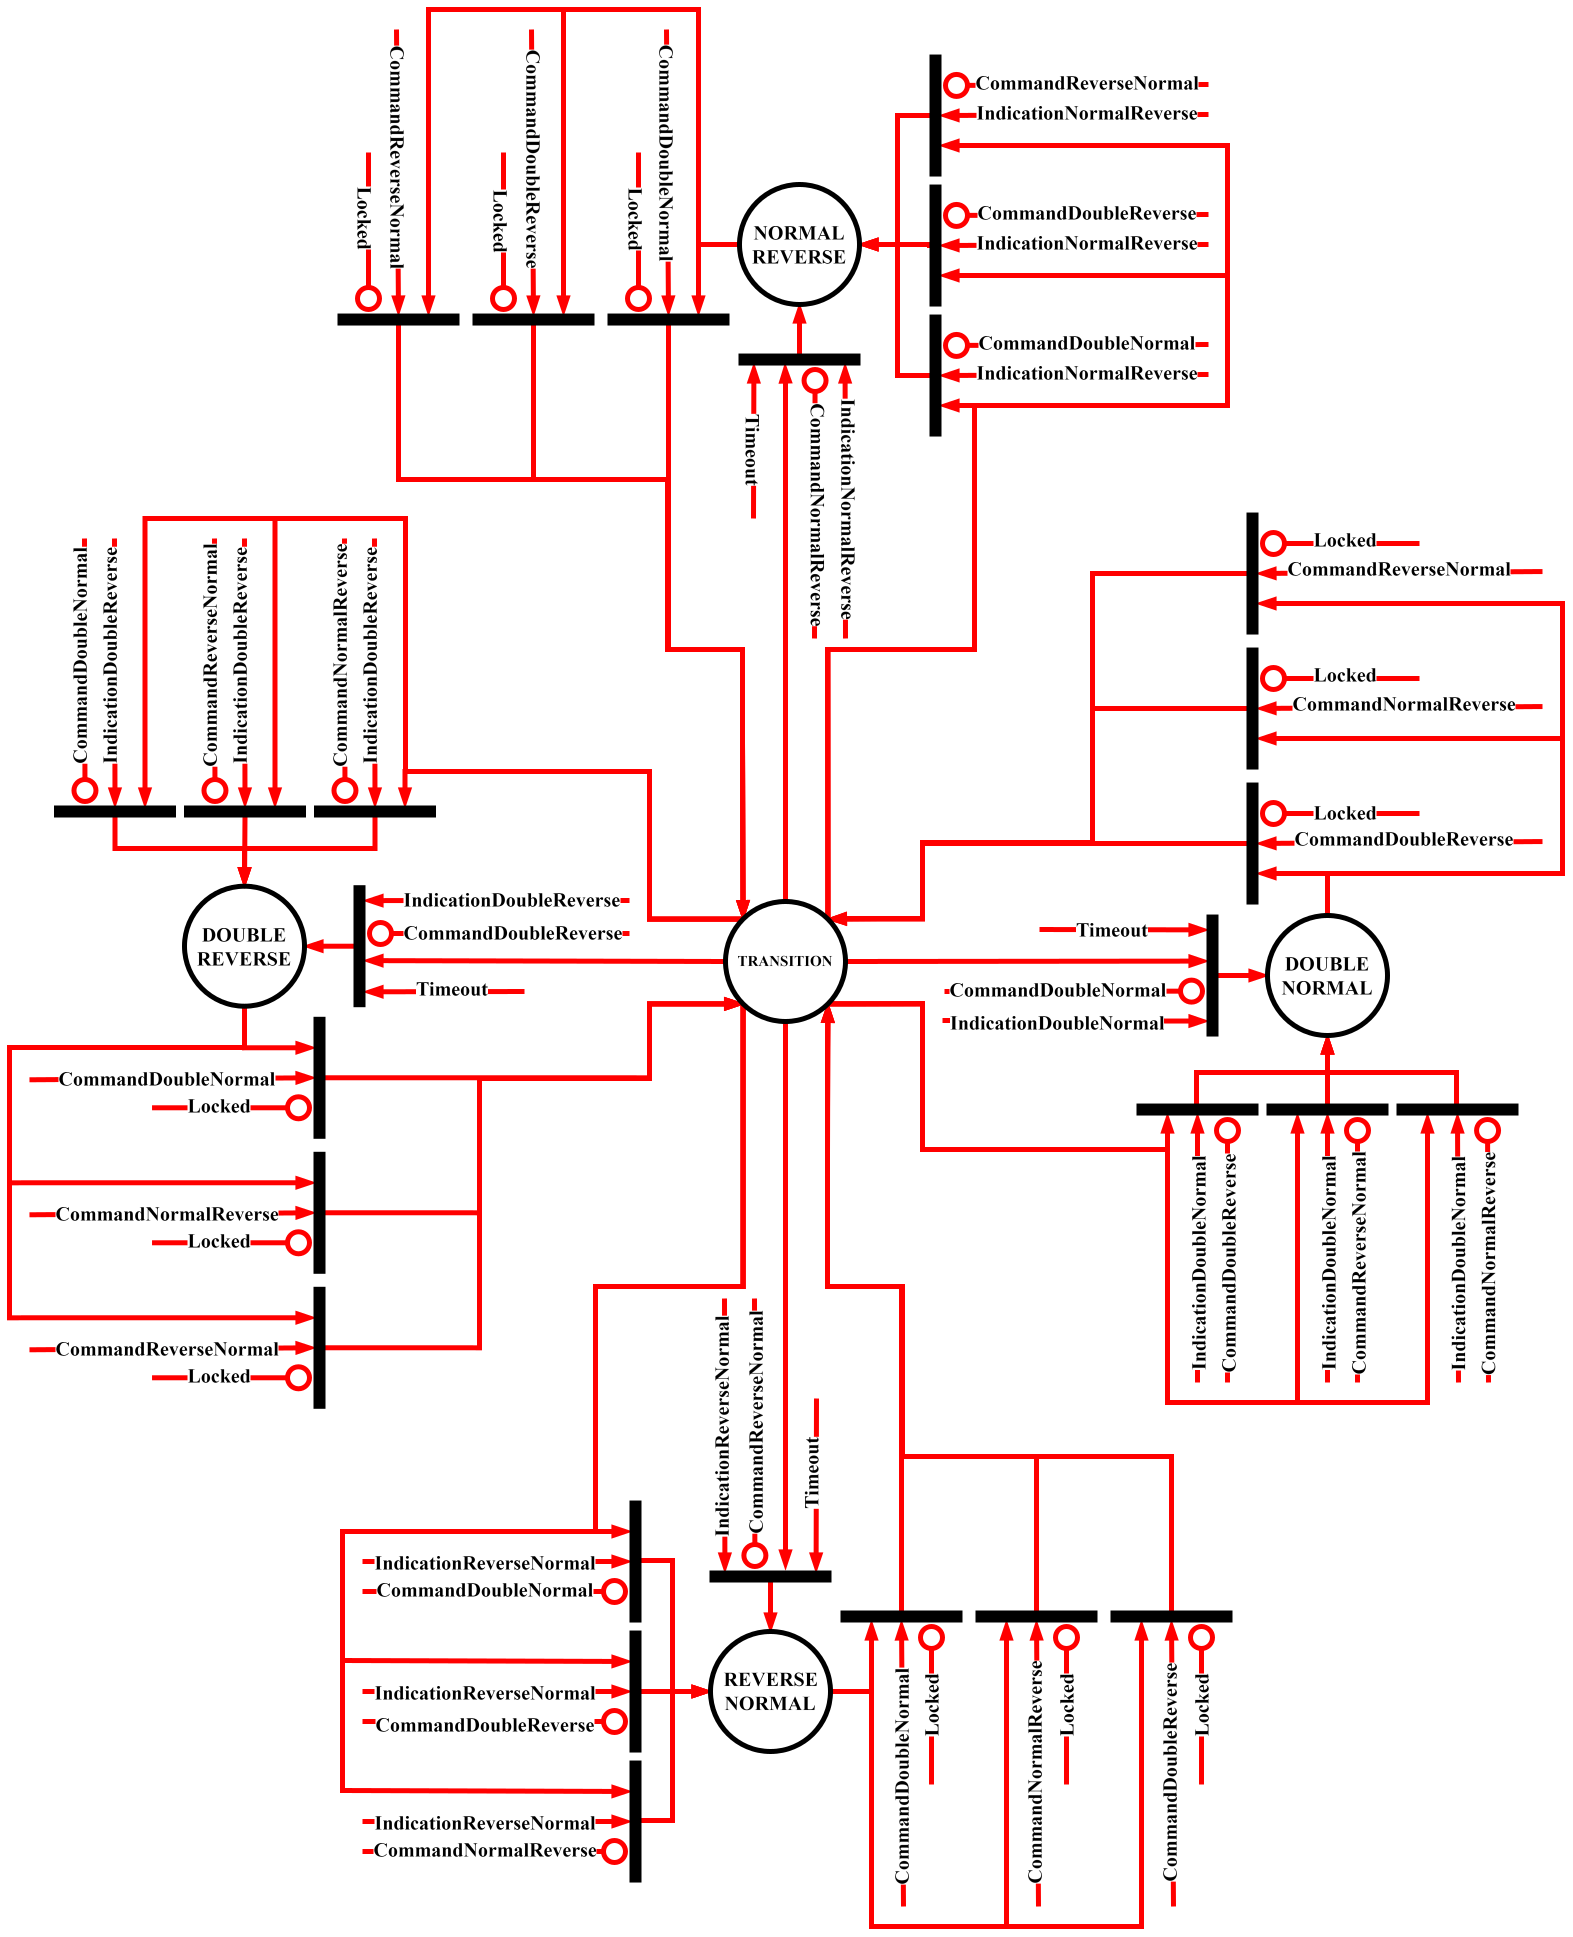 CommandReverseNormal
Locked
CommandDoubleReverse
Locked
CommandDoubleNormal
Locked
NORMAL
REVERSE
CommandReverseNormal
IndicationNormalReverse
CommandDoubleReverse
IndicationNormalReverse
CommandDoubleNormal
IndicationNormalReverse
Timeout
CommandNormalReverse
IndicationNormalReverse
CommandDoubleNormal
IndicationDoubleReverse
CommandReverseNormal
IndicationDoubleReverse
CommandNormalReverse
IndicationDoubleReverse
Locked
CommandReverseNormal
Locked
CommandNormalReverse
Locked
CommandDoubleReverse
DOUBLE
REVERSE
IndicationDoubleReverse
CommandDoubleReverse
Timeout
TRANSITION
Timeout
CommandDoubleNormal
IndicationDoubleNormal
DOUBLE
NORMAL
CommandDoubleNormal
Locked
CommandNormalReverse
Locked
CommandReverseNormal
Locked
IndicationDoubleNormal
CommandDoubleReverse
IndicationDoubleNormal
CommandReverseNormal
IndicationDoubleNormal
CommandNormalReverse
IndicationReverseNormal
CommandReverseNormal
Timeout
IndicationReverseNormal
CommandDoubleNormal
IndicationReverseNormal
CommandDoubleReverse
IndicationReverseNormal
CommandNormalReverse
REVERSE
NORMAL
CommandDoubleNormal
Locked
CommandNormalReverse
Locked
CommandDoubleReverse
Locked